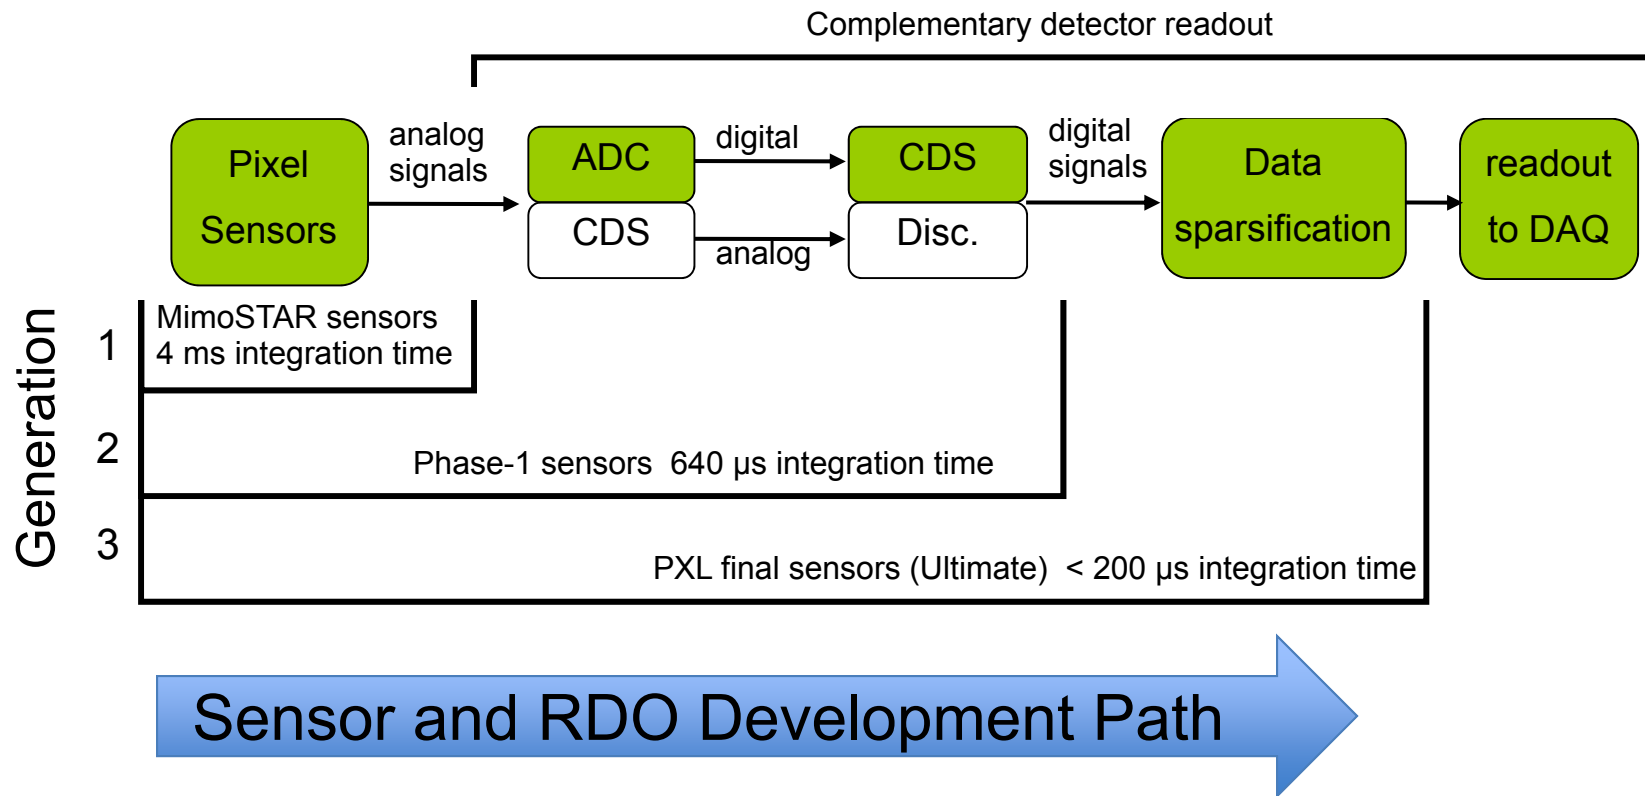 Complementary detector readout
Pixel
Sensors
analog
signals
ADC
CDS
digital
analog
CDS
Disc.
digital
signals
Data
sparsification
readout
to DAQ
Generation
1
MimoSTAR sensors
4 ms integration time
2
Phase-1 sensors  640 µs integration time
3
PXL final sensors (Ultimate)  < 200 µs integration time
Sensor and RDO Development Path